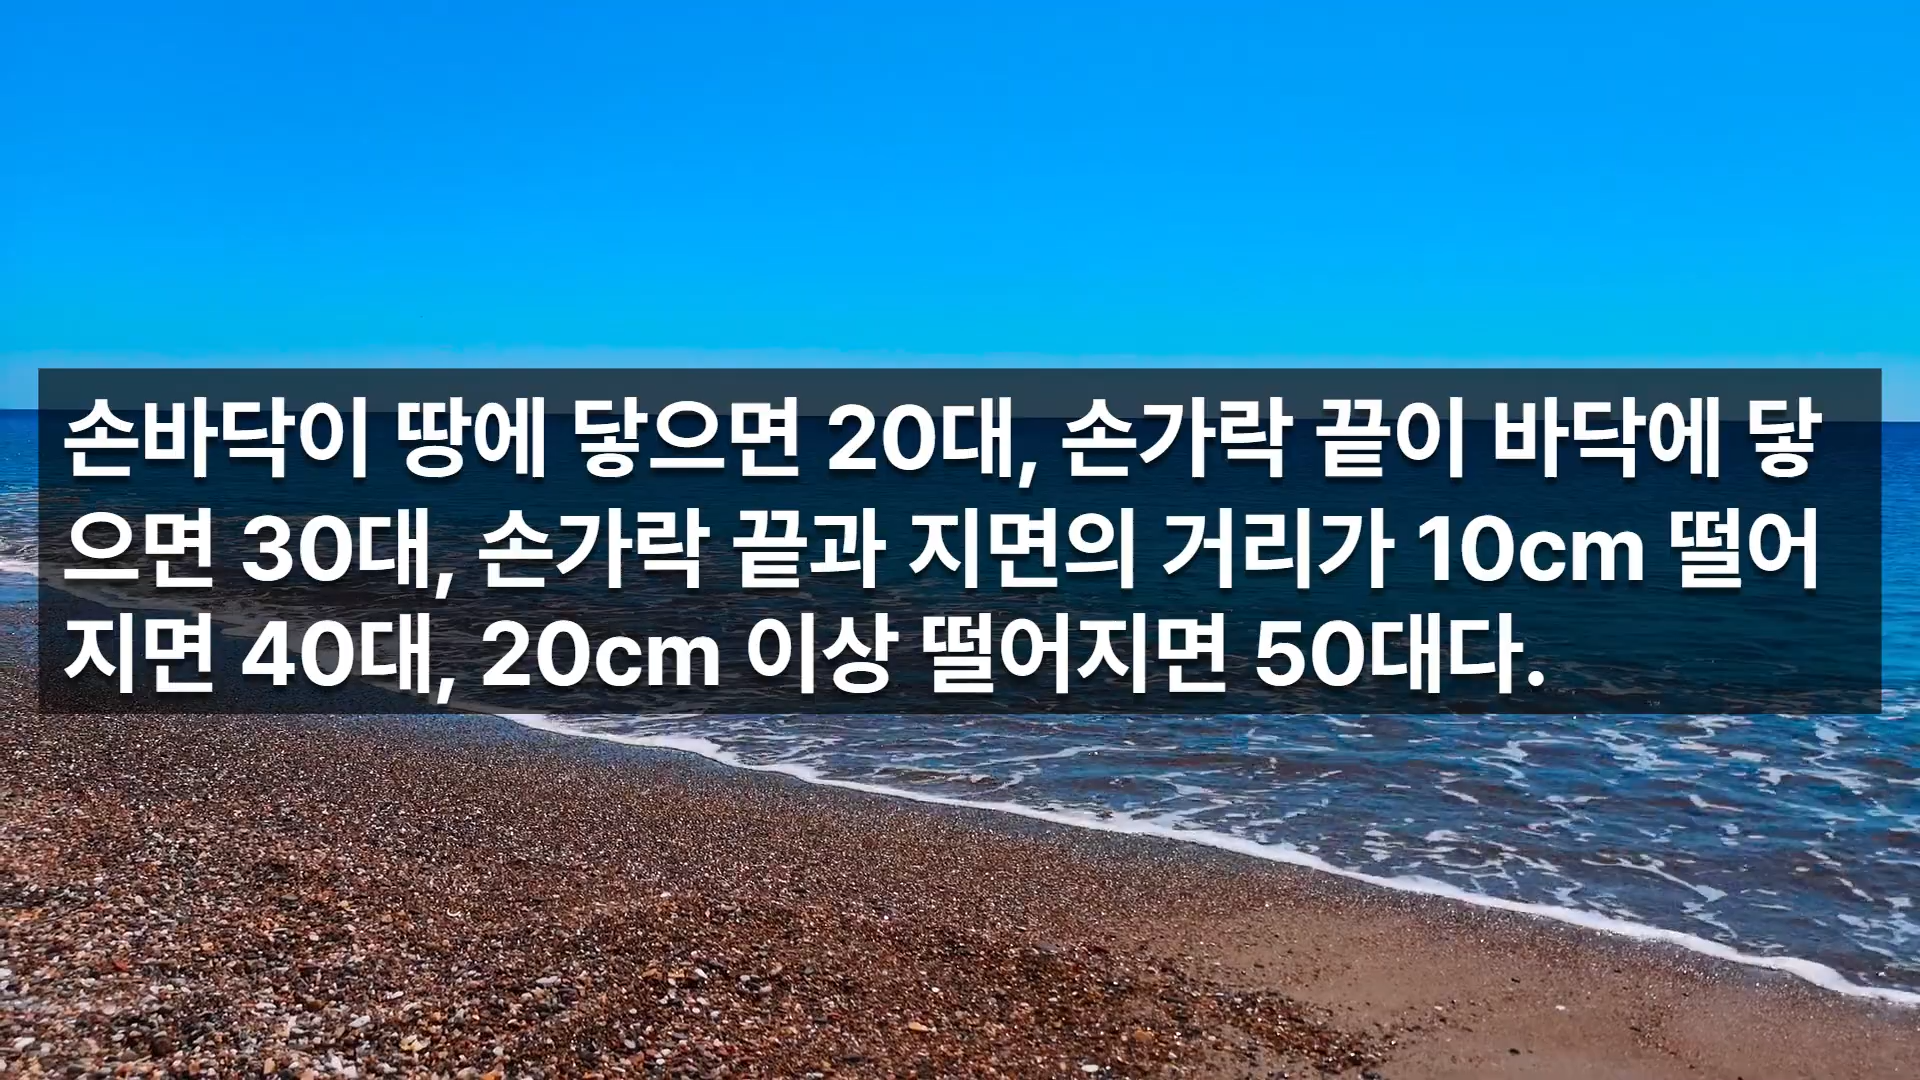 손바닥이 땅에 닿으면 20대, 손가락 끝이 바닥에 닿
으면 30대, 손가락 끝과 지면의 거리가 10cm 떨어
지면 40대, 20cm 이상 떨어지면 50대다.